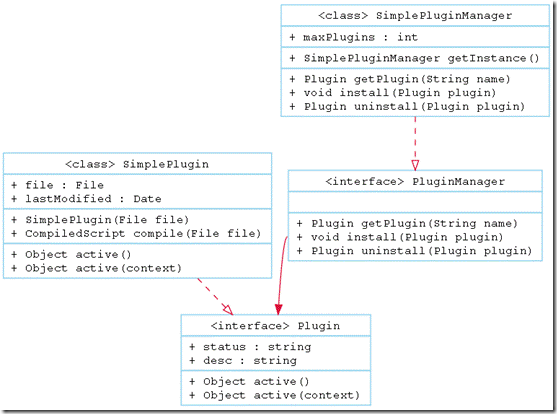 <class> SimplePluginManager
+ maxPlugins : int
+ SimplePluginManager getInstance()
+ Plugin getPlugin(String name)
+ void install(Plugin plugin)
+ Plugin uninstall(Plugin plugin)
<class> SimplePlugin
+ file : File
+ lastModified : Date
+ SimplePlugin(File file)
+ CompiledScript compile(File file)
+ Object active()
+ Object active(context)
<interface> PluginManager
+ Plugin getPlugin(String name)
+ void install(Plugin plugin)
+ Plugin uninstall(Plugin plugin)
<interface> Plugin
+ status : string
+ desc : string
+ Object active()
+ Object active(context)